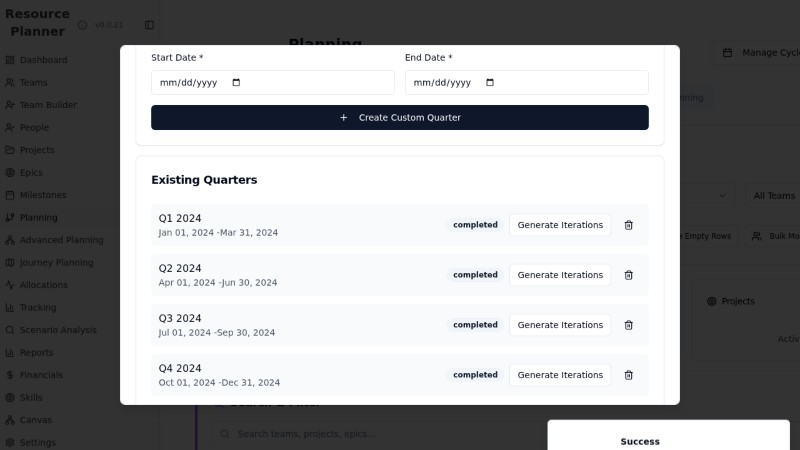 Resource
Planner
v0.0.21
Dashboard
Teams
Team Builder
People
Projects
Epics
Milestones
Planning
Advanced Planning
Journey Planning
Allocations
Tracking
Scenario Analysis
Reports
Financials
Skills
Canvas
Settings
Planning
Manage Cycl
nning
All Teams
e Empty Rows
Bulk Mo
Projects
Activ
Start Date *
End Date *
mm/dd/yyyy
mm/dd/yyyy
Create Custom Quarter
Existing Quarters
Q1 2024
Jan 01, 2024 -Mar 31, 2024
completed
Generate Iterations
Q2 2024
Apr 01, 2024 -Jun 30, 2024
completed
Generate Iterations
Q3 2024
Jul 01, 2024 -Sep 30, 2024
completed
Generate Iterations
Q4 2024
Oct 01, 2024 -Dec 31, 2024
completed
Generate Iterations
Search teams, projects, epics...
Success